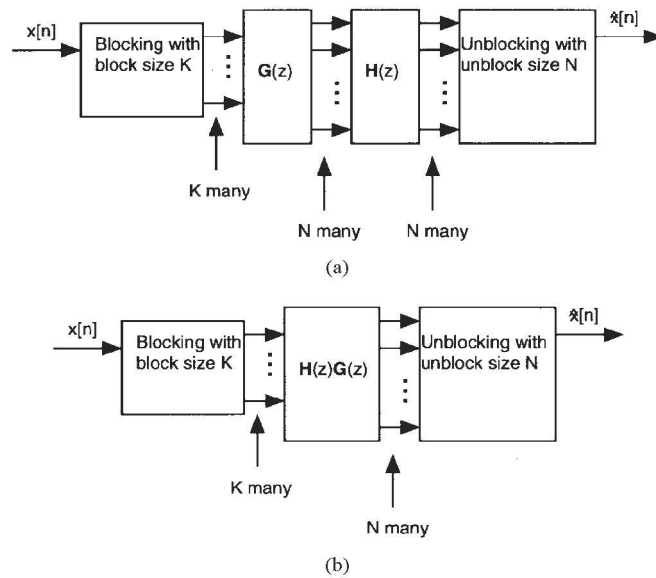 x[n]
Blocking with
block size K
G(z)
H(z)
Unblocking with
unblock size N
x̂[n]
K many
N many
N many
(a)
x[n]
Blocking with
block size K
H(z)G(z)
Unblocking with
unblock size N
x̂[n]
K many
N many
(b)